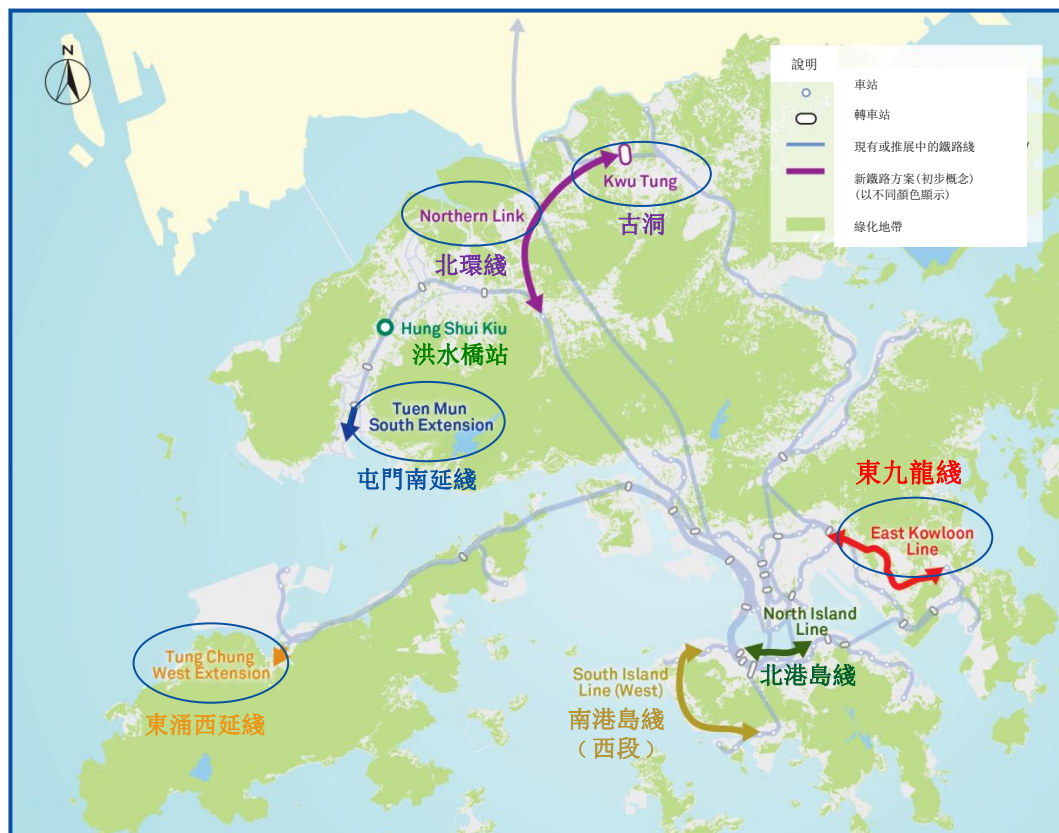 N
說明
車站
轉車站
現有或推展中的鐵路綫
新鐵路方案(初步概念)
(以不同顏色顯示)
綠化地帶
Kwu Tung
古洞
Northern Link
北環綫
Hung Shui Kiu
洪水橋站
Tuen Mun
South Extension
屯門南延綫
東九龍綫
East Kowloon
Line
North Island
Line
北港島綫
Tung Chung
West Extension
東涌西延綫
South Island
Line (West)
南港島綫
(西段)